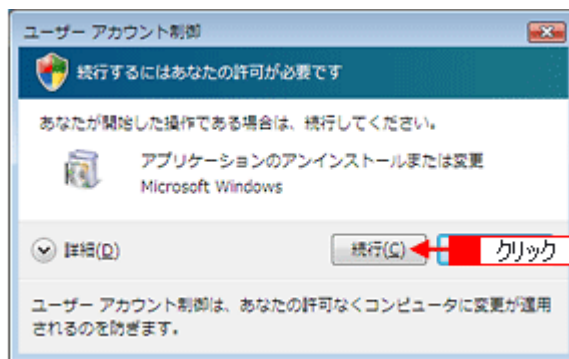 ユーザー アカウント制御
続行するにはあなたの許可が必要です
あなたが開始した操作である場合は、続行してください。
アプリケーションのアンインストールまたは変更
Microsoft Windows
詳細(D)
続行(C)
クリック
ユーザー アカウント制御は、あなたの許可なくコンピュータに変更が適用
されるのを防ぎます。